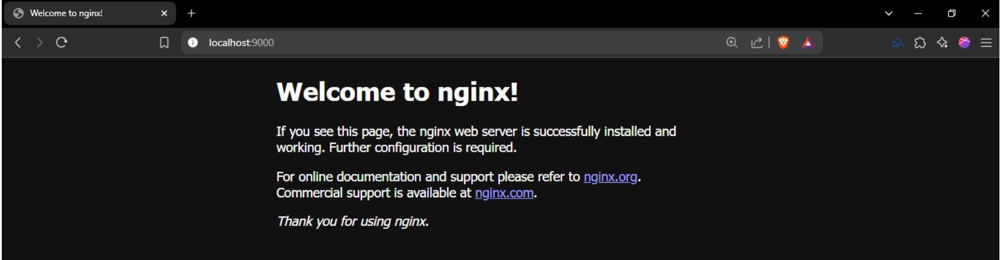 Welcome to nginx!
localhost:9000
Welcome to nginx!
If you see this page, the nginx web server is successfully installed and
working. Further configuration is required.
For online documentation and support please refer to nginx.org.
Commercial support is available at nginx.com.
Thank you for using nginx.